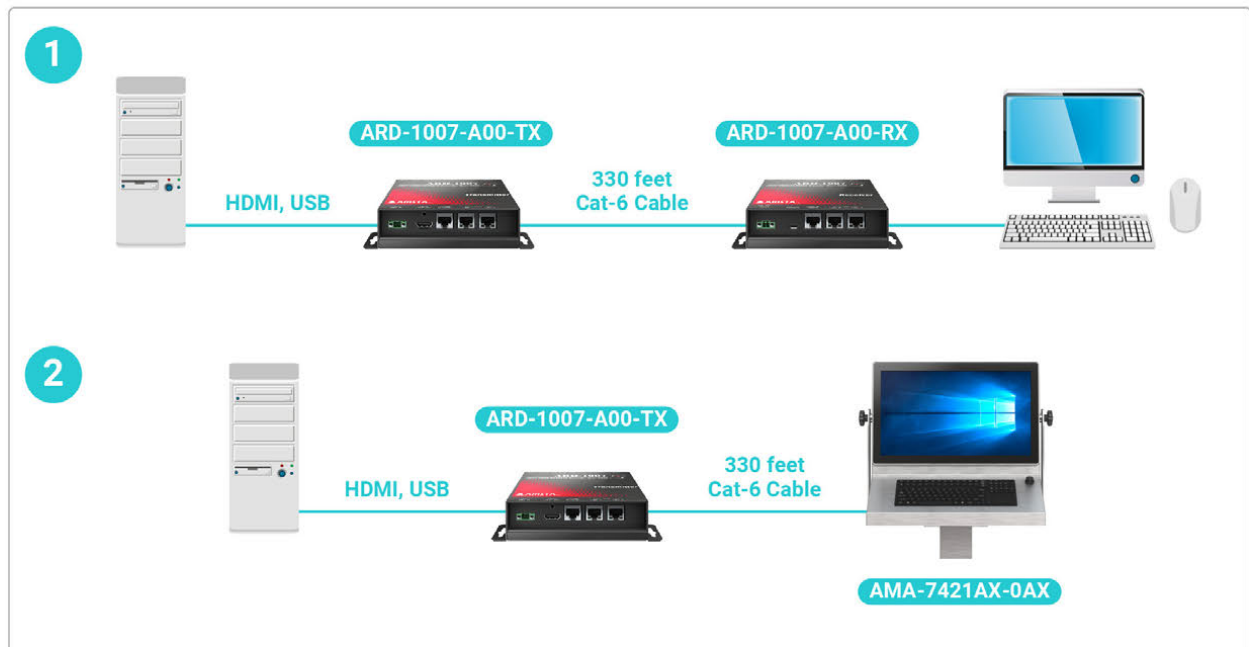 1
ARD-1007-A00-TX
ARD-1007-A00-RX
HDMI, USB
330 feet
Cat-6 Cable
2
ARD-1007-A00-TX
HDMI, USB
330 feet
Cat-6 Cable
AMA-7421AX-0AX